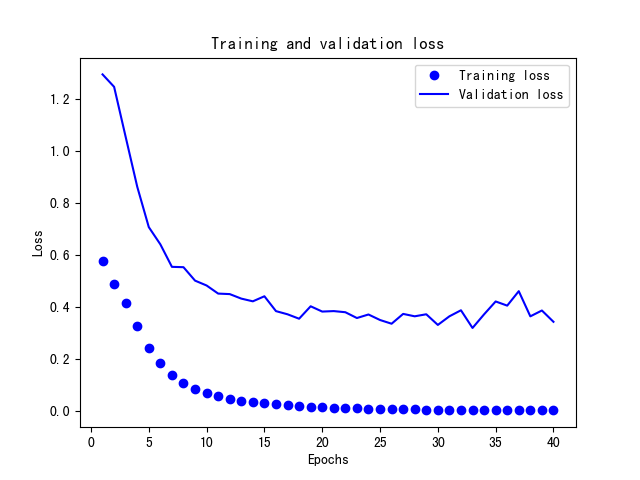 Training and validation loss
Training loss
Validation loss
Loss
1.2
1.0
0.8
0.6
0.4
0.2
0.0
0 5 10 15 20 25 30 35 40
Epochs